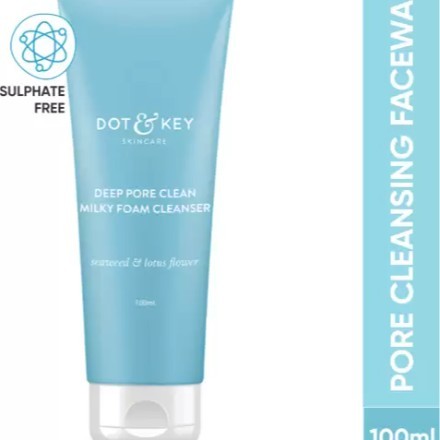 SULPHATE
FREE
DOT & KEY
SKINCARE
DEEP PORE CLEAN
MILKY FOAM CLEANSER
seaweed & lotus flower
100mL
PORE CLEANSING FACEWA
100ml